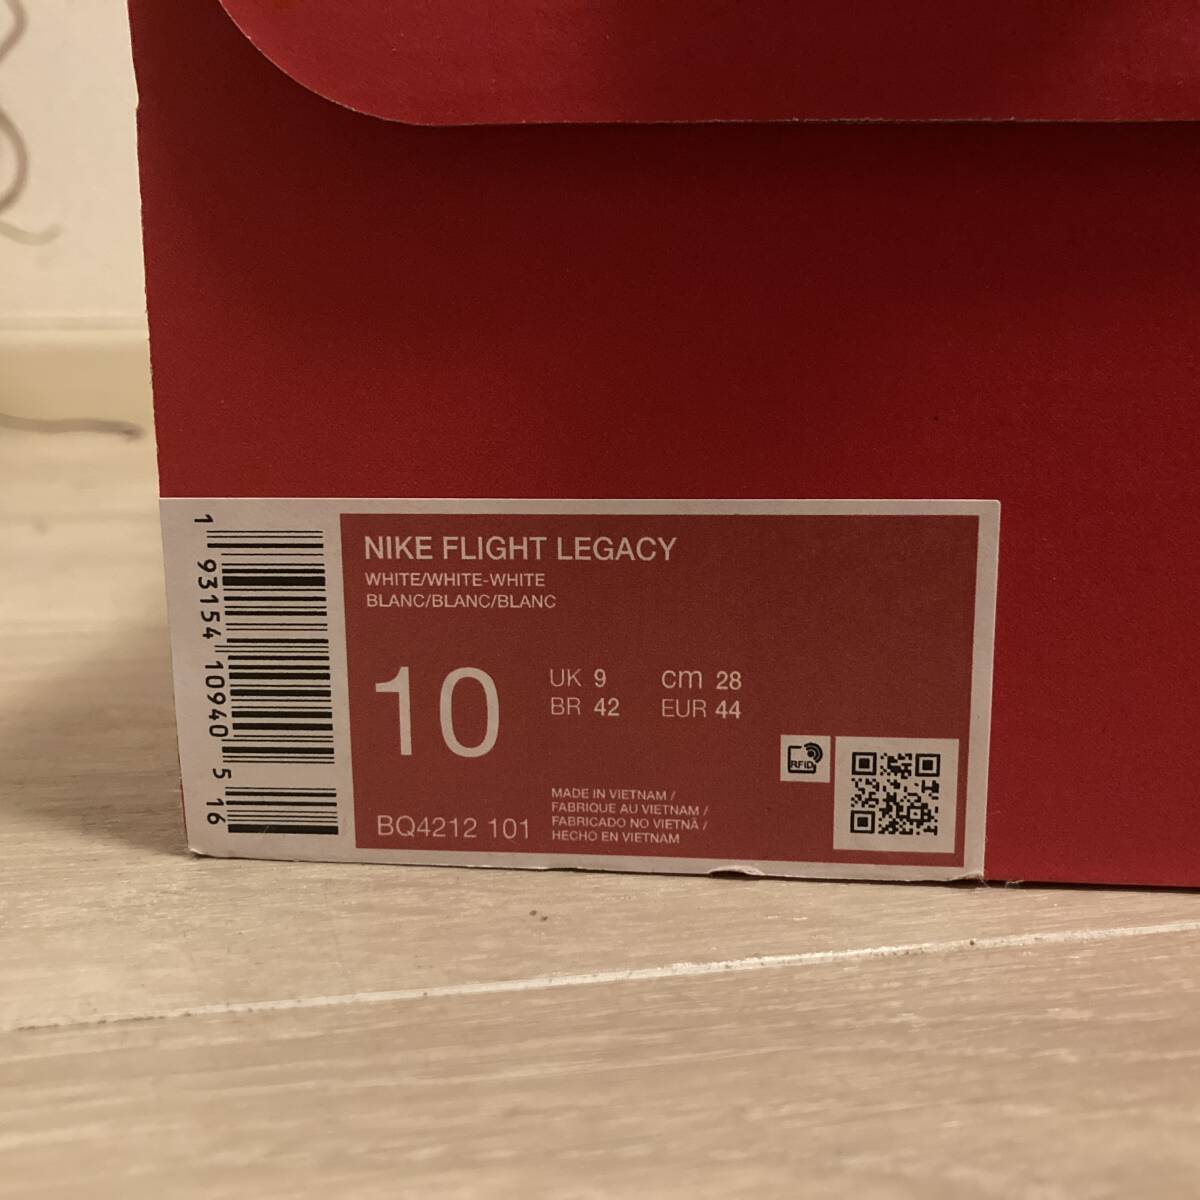 NIKE FLIGHT LEGACY
WHITE/WHITE-WHITE
BLANC/BLANC/BLANC
10
UK 9 cm 28
BR 42 EUR 44
BQ4212 101
MADE IN VIETNAM /
FABRIQUE AU VIETNAM /
FABRICADO NO VIETNÃ /
HECHO EN VIETNAM
RFID
1 93154 10940 5 16